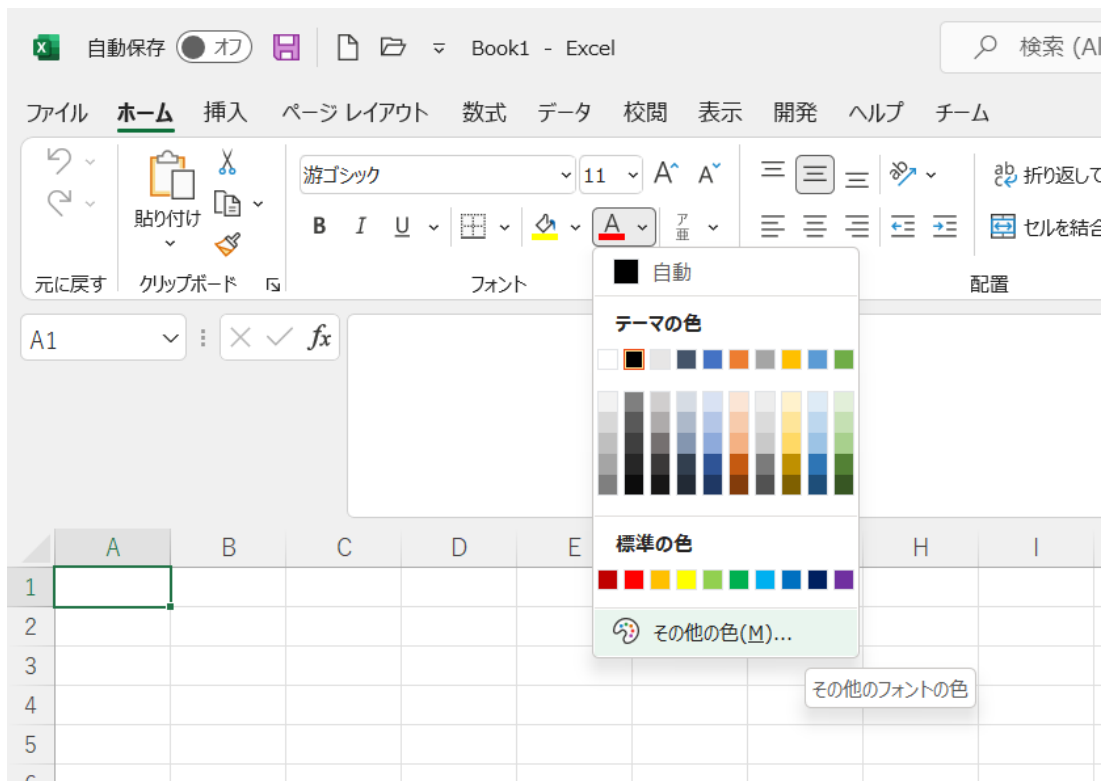 自動保存 オフ Book1 - Excel 検索 (Al
ファイル ホーム 挿入 ページ レイアウト 数式 データ 校閲 表示 開発 ヘルプ チーム
游ゴシック 11 A A ab 折り返して
貼り付け
B I U A ア亜 セルを結合
元に戻す クリップボード フォント 配置
自動
A1 fx
テーマの色
A B C D E H I
標準の色
1
2
その他の色(M)...
3
その他のフォントの色
4
5